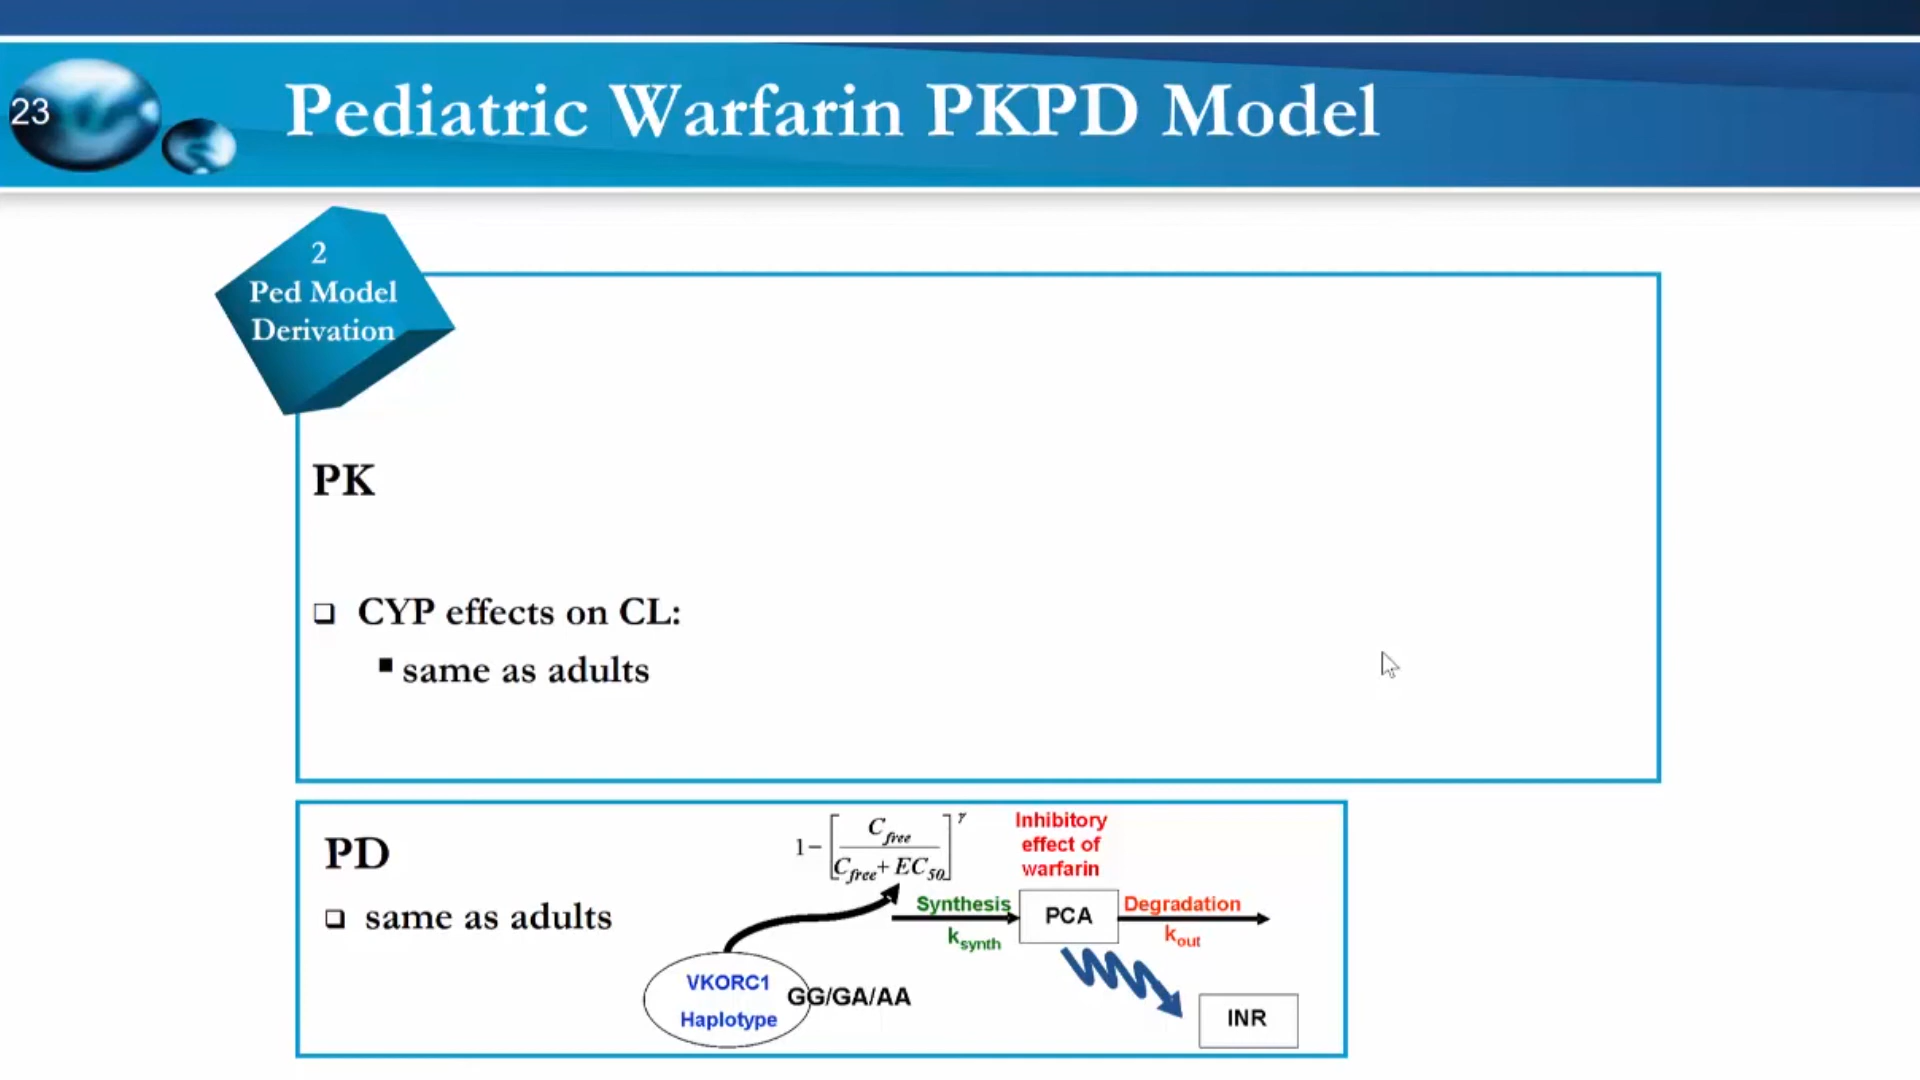 23
Pediatric Warfarin PKPD Model
2
Ped Model
Derivation
PK
❑ CYP effects on CL:
▪ same as adults
PD
❑ same as adults
1 − [ C_free / (C_free + EC_50) ]^γ
Inhibitory
effect of
warfarin
Synthesis
k_synth
PCA
Degradation
k_out
VKORC1
Haplotype
GG/GA/AA
INR